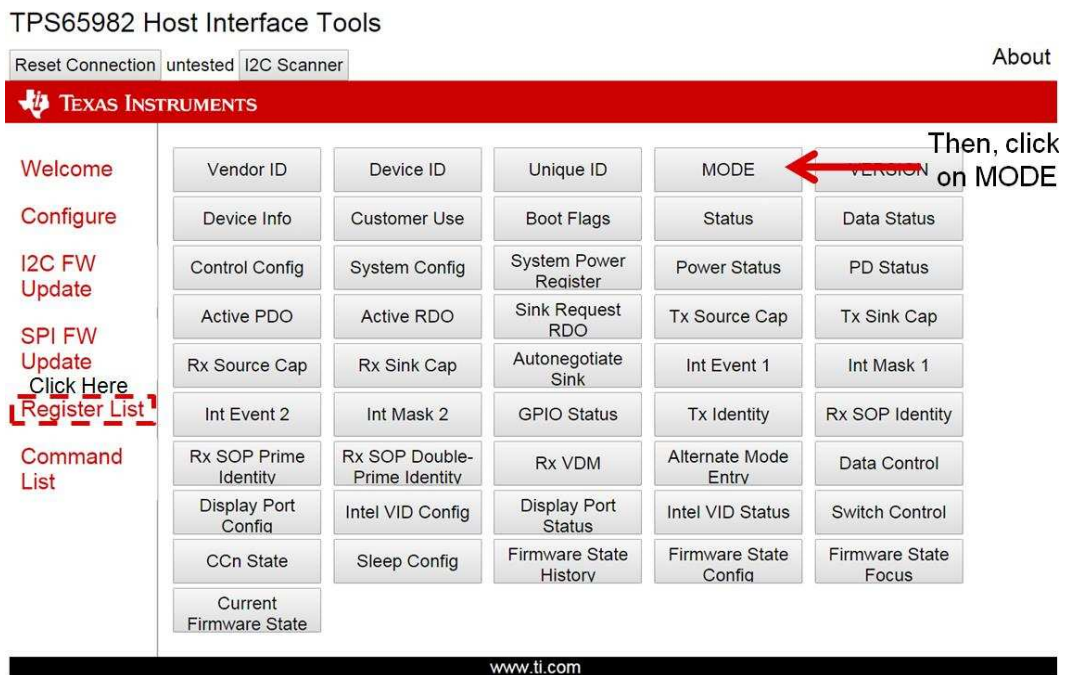 TPS65982 Host Interface Tools
Reset Connection untested I2C Scanner
About
TEXAS INSTRUMENTS
Welcome
Configure
I2C FW
Update
SPI FW
Update
Click Here
Register List
Command
List
Vendor ID
Device ID
Unique ID
MODE
VERSION
Then, click
on MODE
Device Info
Customer Use
Boot Flags
Status
Data Status
Control Config
System Config
System Power
Register
Power Status
PD Status
Active PDO
Active RDO
Sink Request
RDO
Tx Source Cap
Tx Sink Cap
Rx Source Cap
Rx Sink Cap
Autonegotiate
Sink
Int Event 1
Int Mask 1
Int Event 2
Int Mask 2
GPIO Status
Tx Identity
Rx SOP Identity
Rx SOP Prime
Identity
Rx SOP Double-
Prime Identity
Rx VDM
Alternate Mode
Entry
Data Control
Display Port
Config
Intel VID Config
Display Port
Status
Intel VID Status
Switch Control
CCn State
Sleep Config
Firmware State
History
Firmware State
Config
Firmware State
Focus
Current
Firmware State
www.ti.com